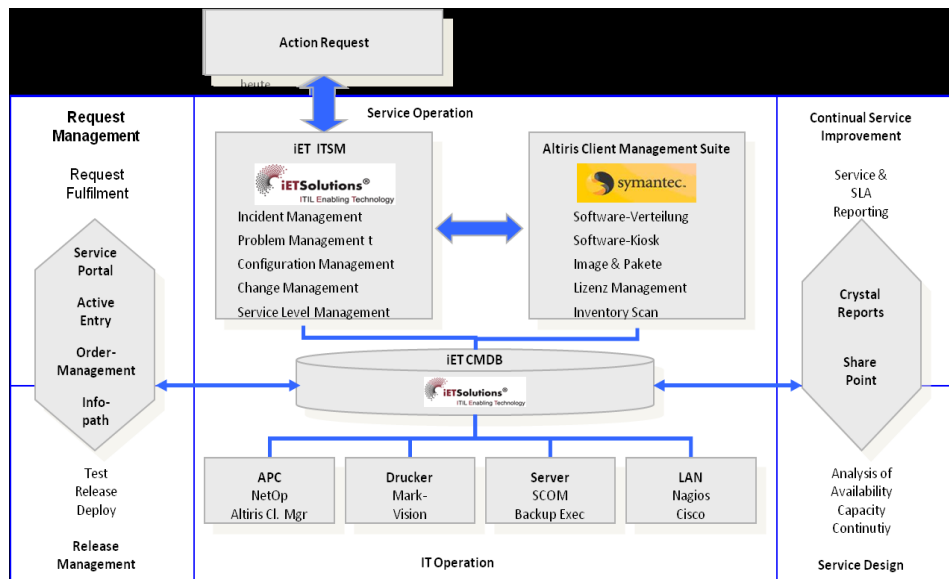 Action Request
heute
Request
Management
Request
Fulfilment
Service
Portal
Active
Entry
Order-
Management
Info-
path
Test
Release
Deploy
Release
Management
Service Operation
iET ITSM
iETSolutions®
ITIL Enabling Technology
Incident Management
Problem Management t
Configuration Management
Change Management
Service Level Management
Altiris Client Management Suite
symantec.
Software-Verteilung
Software-Kiosk
Image & Pakete
Lizenz Management
Inventory Scan
iET CMDB
iETSolutions®
ITIL Enabling Technology
APC
NetOp
Altiris Cl. Mgr
Drucker
Mark-
Vision
Server
SCOM
Backup Exec
LAN
Nagios
Cisco
IT Operation
Continual Service
Improvement
Service &
SLA
Reporting
Crystal
Reports
Share
Point
Analysis of
Availability
Capacity
Continutiy
Service Design